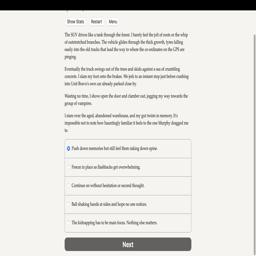 Show Stats Restart Menu
The SUV drives like a tank through the forest. I barely feel the jolt of roots or the whip
of outstretched branches. The vehicle glides through the thick growth, tyres falling
easily into the old tracks that lead the way to where the co-ordinates on the GPS are
pinging.
Eventually the truck swings out of the trees and skids against a sea of crumbling
concrete. I slam my foot onto the brakes. We jerk to an instant stop just before crashing
into Unit Bravo's own car already parked close by.
Wasting no time, I shove open the door and clamber out, jogging my way towards the
group of vampires.
I stare over the aged, abandoned warehouse, and my gut twists in memory. It's
impossible not to note how hauntingly familiar it feels to the one Murphy dragged me
to.
Push down memories but still feel them raking down spine.
Freeze in place as flashbacks get overwhelming.
Continue on without hesitation or second thought.
Ball shaking hands at sides and hope no one notices.
The kidnapping has to be main focus. Nothing else matters.
Next